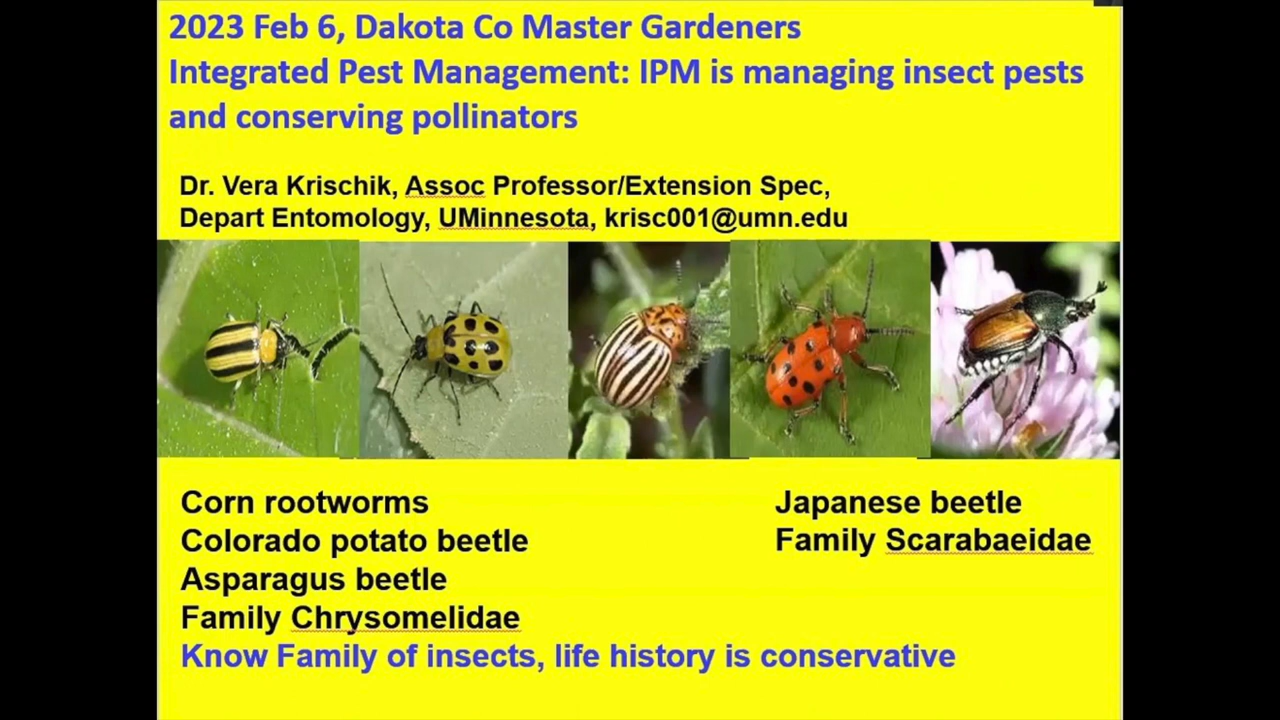 2023 Feb 6, Dakota Co Master Gardeners
Integrated Pest Management: IPM is managing insect pests
and conserving pollinators
Dr. Vera Krischik, Assoc Professor/Extension Spec,
Depart Entomology, UMinnesota, krisc001@umn.edu
Corn rootworms
Colorado potato beetle
Asparagus beetle
Family Chrysomelidae
Know Family of insects, life history is conservative
Japanese beetle
Family Scarabaeidae